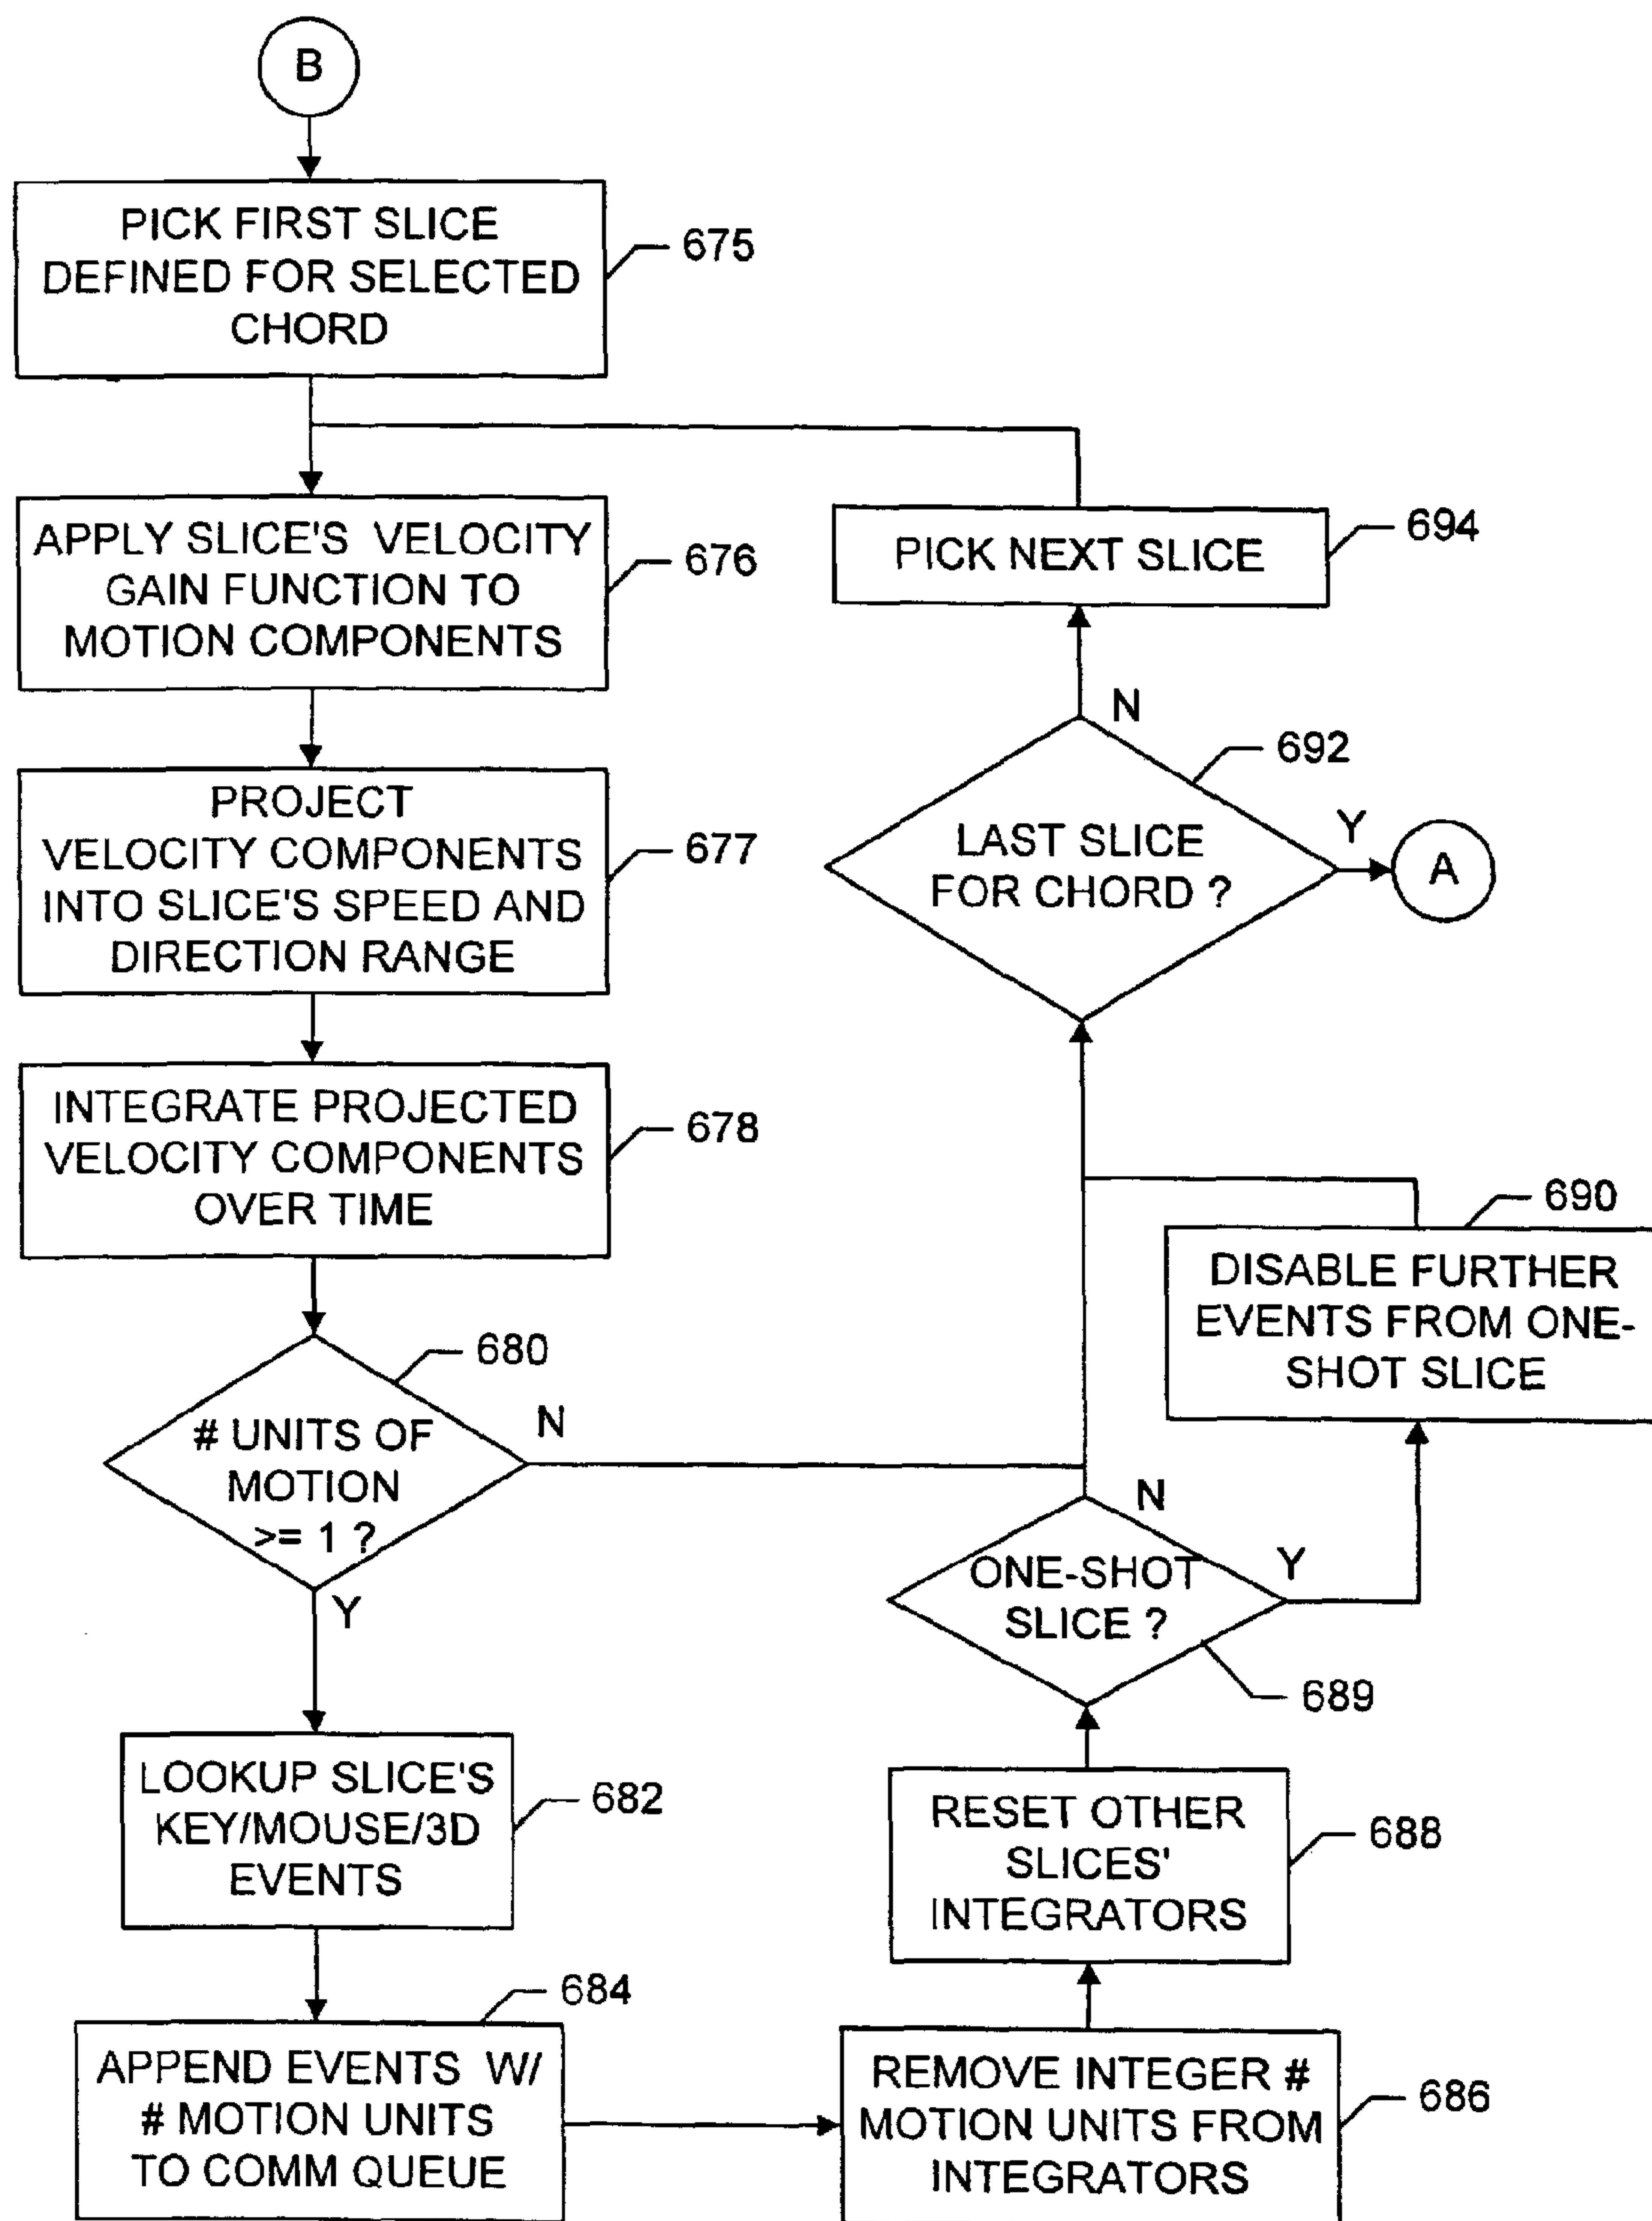 B
PICK FIRST SLICE
DEFINED FOR SELECTED
CHORD
675
APPLY SLICE'S VELOCITY
GAIN FUNCTION TO
MOTION COMPONENTS
676
PROJECT
VELOCITY COMPONENTS
INTO SLICE'S SPEED AND
DIRECTION RANGE
677
INTEGRATE PROJECTED
VELOCITY COMPONENTS
OVER TIME
678
# UNITS OF
MOTION
>= 1 ?
680
N
Y
LOOKUP SLICE'S
KEY/MOUSE/3D
EVENTS
682
APPEND EVENTS W/
# MOTION UNITS
TO COMM QUEUE
684
REMOVE INTEGER #
MOTION UNITS FROM
INTEGRATORS
686
RESET OTHER
SLICES'
INTEGRATORS
688
ONE-SHOT
SLICE ?
689
N
Y
DISABLE FURTHER
EVENTS FROM ONE-
SHOT SLICE
690
LAST SLICE
FOR CHORD ?
692
N
Y
A
PICK NEXT SLICE
694